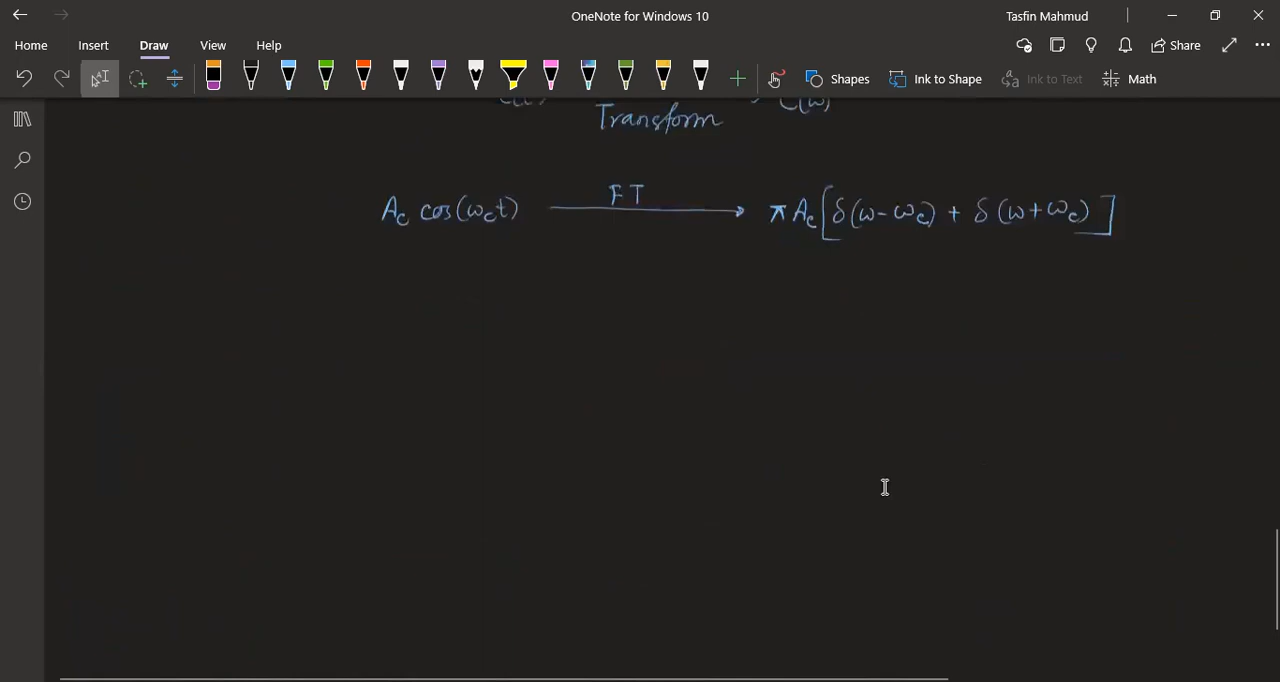 OneNote for Windows 10
Tasfin Mahmud
Home Insert Draw View Help
Share
Shapes Ink to Shape Ink to Text Math
C(ω)
Transform
A_c cos(ω_c t) FT → π A_c [δ(ω-ω_c) + δ(ω+ω_c)]